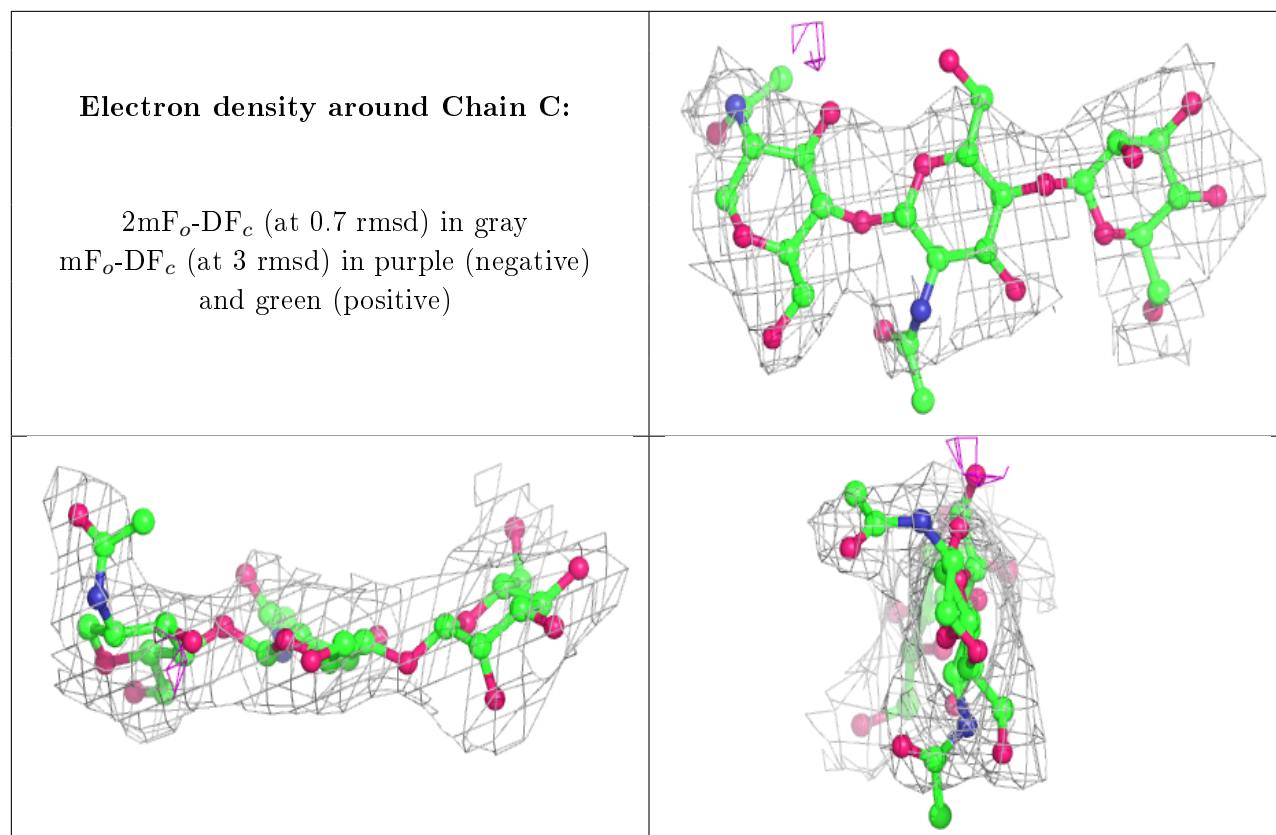 Electron density around Chain C:
2mFₒ-DF𝒸 (at 0.7 rmsd) in gray
mFₒ-DF𝒸 (at 3 rmsd) in purple (negative)
and green (positive)